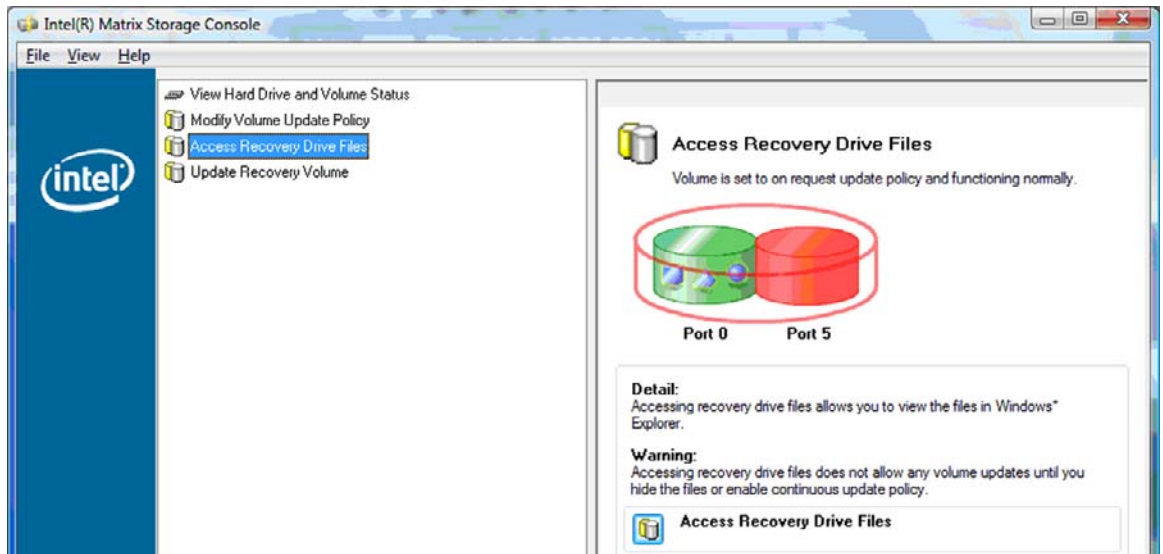 Intel(R) Matrix Storage Console
File View Help
intel
View Hard Drive and Volume Status
Modify Volume Update Policy
Access Recovery Drive Files
Update Recovery Volume
Access Recovery Drive Files
Volume is set to on request update policy and functioning normally.
Port 0 Port 5
Detail:
Accessing recovery drive files allows you to view the files in Windows*
Explorer.
Warning:
Accessing recovery drive files does not allow any volume updates until you
hide the files or enable continuous update policy.
Access Recovery Drive Files